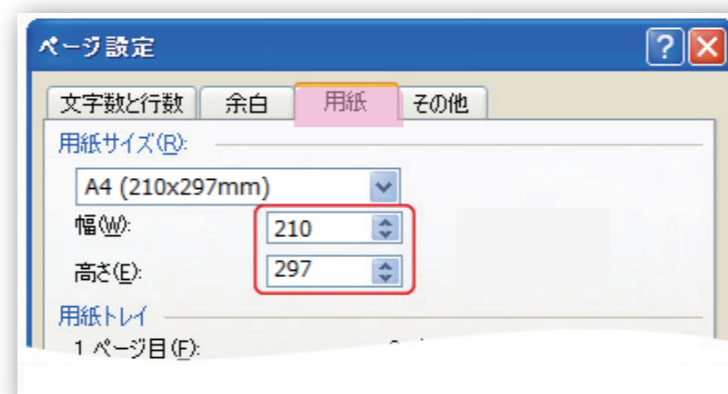 ページ設定
文字数と行数 余白 用紙 その他
用紙サイズ(R):
A4 (210x297mm)
幅(W): 210
高さ(E): 297
用紙トレイ
1 ページ目(F):